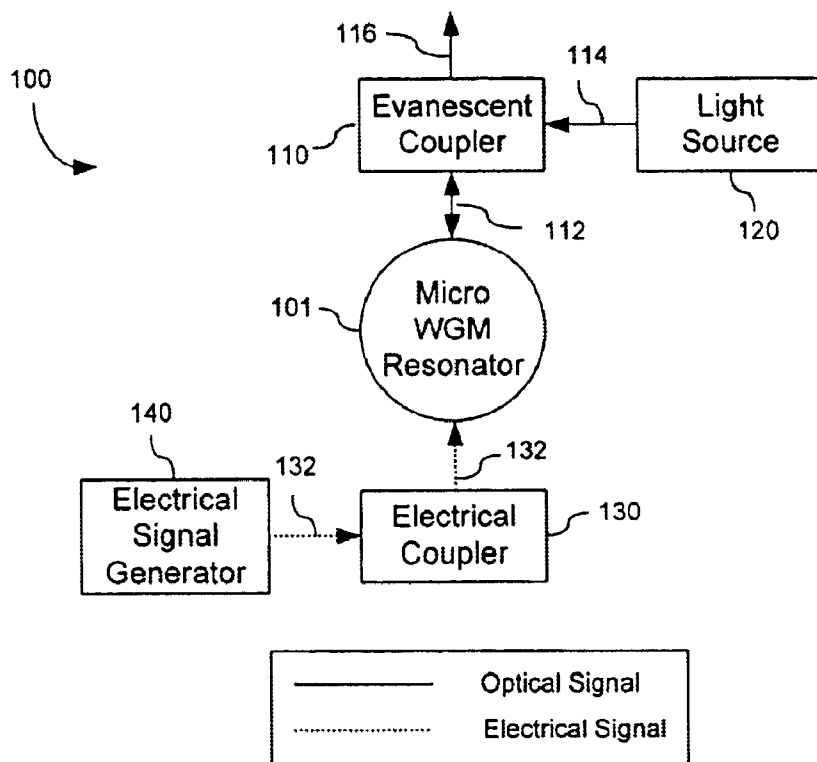 116
114
100
Evanescent
Coupler
Light
Source
110
112
120
101
Micro
WGM
Resonator
140
132
132
Electrical
Signal
Generator
Electrical
Coupler
130
Optical Signal
Electrical Signal